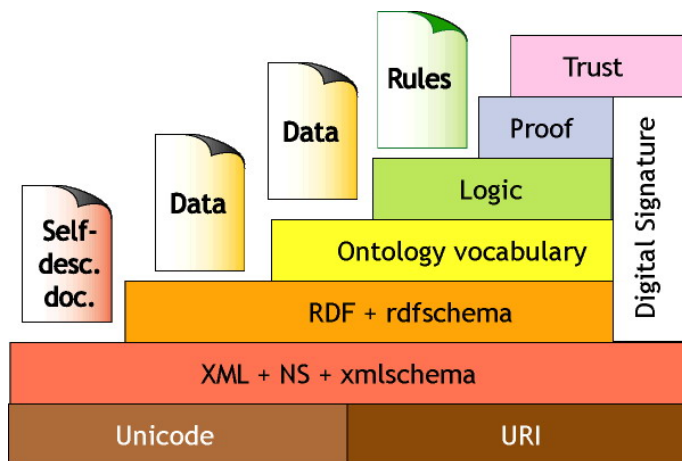 Trust
Rules
Proof
Data
Logic
Digital Signature
Self-
desc.
doc.
Data
Ontology vocabulary
RDF + rdfschema
XML + NS + xmlschema
Unicode
URI